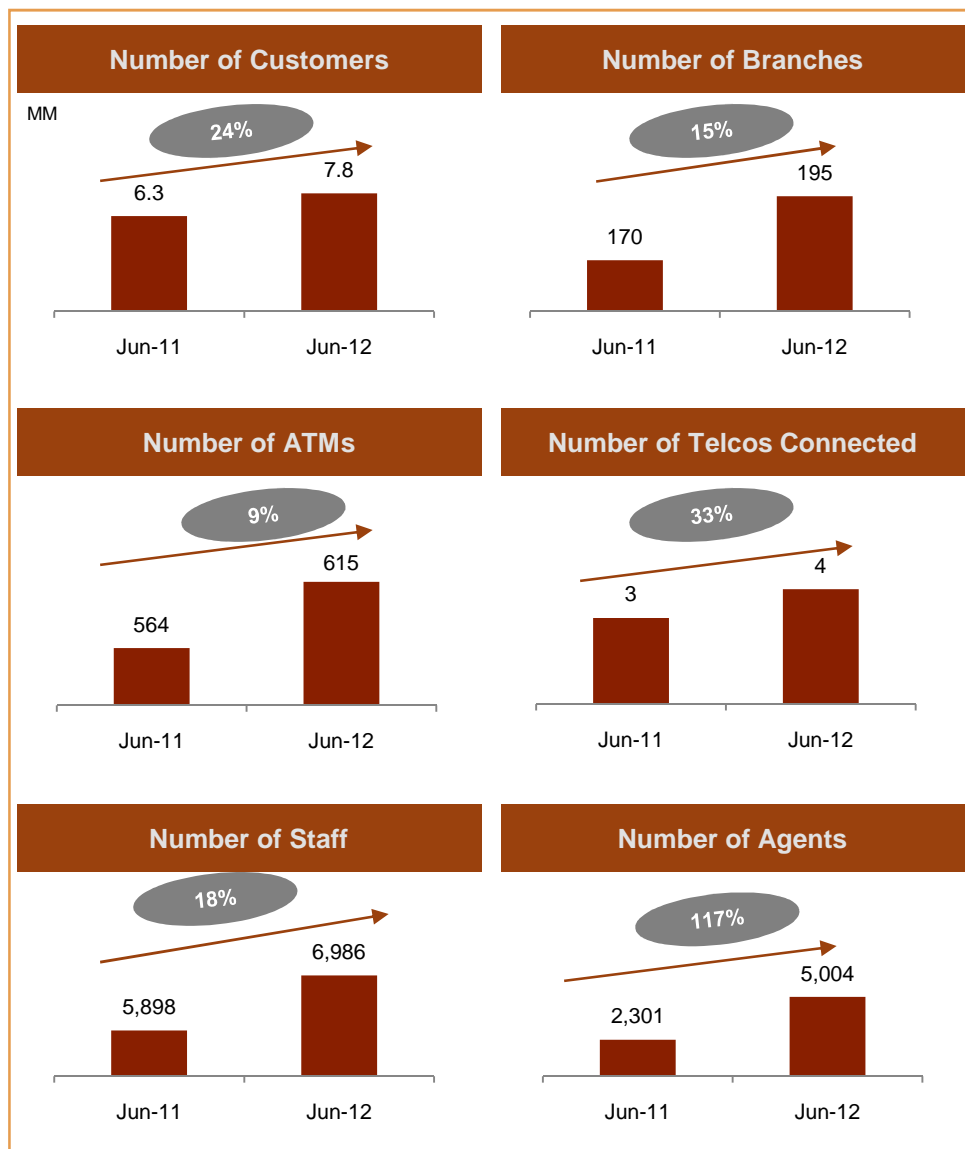 Number of Customers
MM
24%
6.3
7.8
Jun-11
Jun-12
Number of Branches
15%
170
195
Jun-11
Jun-12
Number of ATMs
9%
564
615
Jun-11
Jun-12
Number of Telcos Connected
33%
3
4
Jun-11
Jun-12
Number of Staff
18%
5,898
6,986
Jun-11
Jun-12
Number of Agents
117%
2,301
5,004
Jun-11
Jun-12